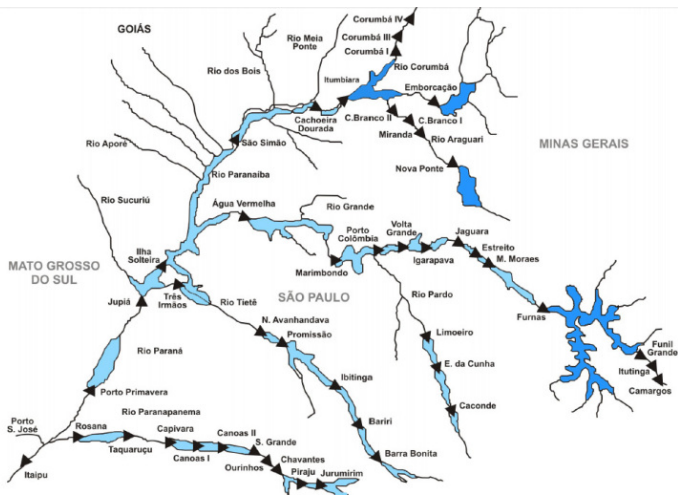 Corumbá IV
GOIÁS
Corumbá III
Rio Meia
Ponte
Corumbá I
Rio dos Bois
Rio Corumbá
Itumbiara
Emborcação
Cachoeira
Dourada
C.Branco II
C.Branco I
Miranda
Rio Araguari
São Simão
MINAS GERAIS
Rio Aporé
Nova Ponte
Rio Paranaíba
Rio Sucuriú
Água Vermelha
Rio Grande
Porto
Colômbia
Volta
Grande
Jaguara
Estreito
M. Moraes
Igarapava
Ilha
Solteira
Marimbondo
MATO GROSSO
DO SUL
Três
Irmãos
Rio Tietê
SÃO PAULO
Rio Pardo
Jupiá
Furnas
N. Avanhandava
Promissão
Limoeiro
Funil
Grande
Rio Paraná
E. da Cunha
Itutinga
Ibitinga
Camargos
Porto Primavera
Caconde
Rio Paranapanema
Porto
S. José
Rosana
Capivara
Canoas II
Bariri
S. Grande
Taquaruçu
Canoas I
Chavantes
Barra Bonita
Ourinhos
Piraju
Jurumirim
Itaipu